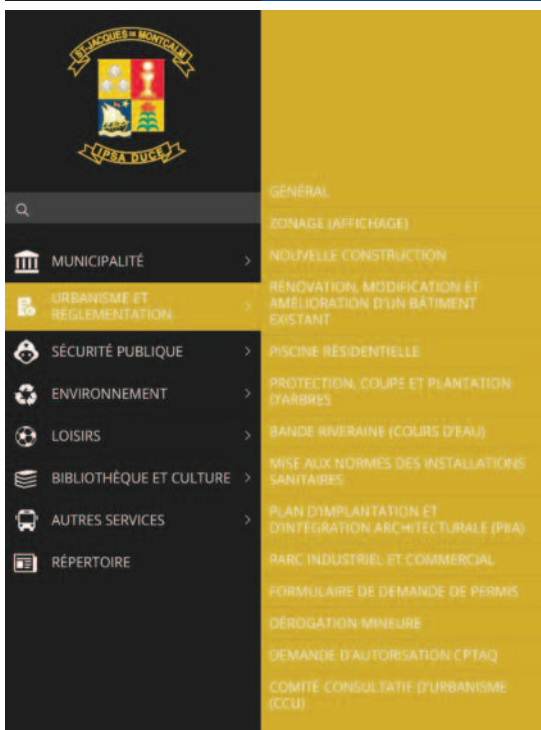 ST-JACQUES DE MONTCALM
IPSA DUCE
MUNICIPALITÉ
URBANISME ET
RÉGLEMENTATION
SÉCURITÉ PUBLIQUE
ENVIRONNEMENT
LOISIRS
BIBLIOTHÈQUE ET CULTURE
AUTRES SERVICES
RÉPERTOIRE
GÉNÉRAL
ZONAGE (AFFICHAGE)
NOUVELLE CONSTRUCTION
RÉNOVATION, MODIFICATION ET
AMÉLIORATION D'UN BÂTIMENT
EXISTANT
PISCINE RÉSIDENTIELLE
PROTECTION, COUPE ET PLANTATION
D'ARBRES
BANDE RIVERAINE (COURS D'EAU)
MISE AUX NORMES DES INSTALLATIONS
SANITAIRES
PLAN D'IMPLANTATION ET
D'INTÉGRATION ARCHITECTURALE (PIIA)
PARC INDUSTRIEL ET COMMERCIAL
FORMULAIRE DE DEMANDE DE PERMIS
DÉROGATION MINEURE
DEMANDE D'AUTORISATION CPTAQ
COMITÉ CONSULTATIF D'URBANISME
(CCU)